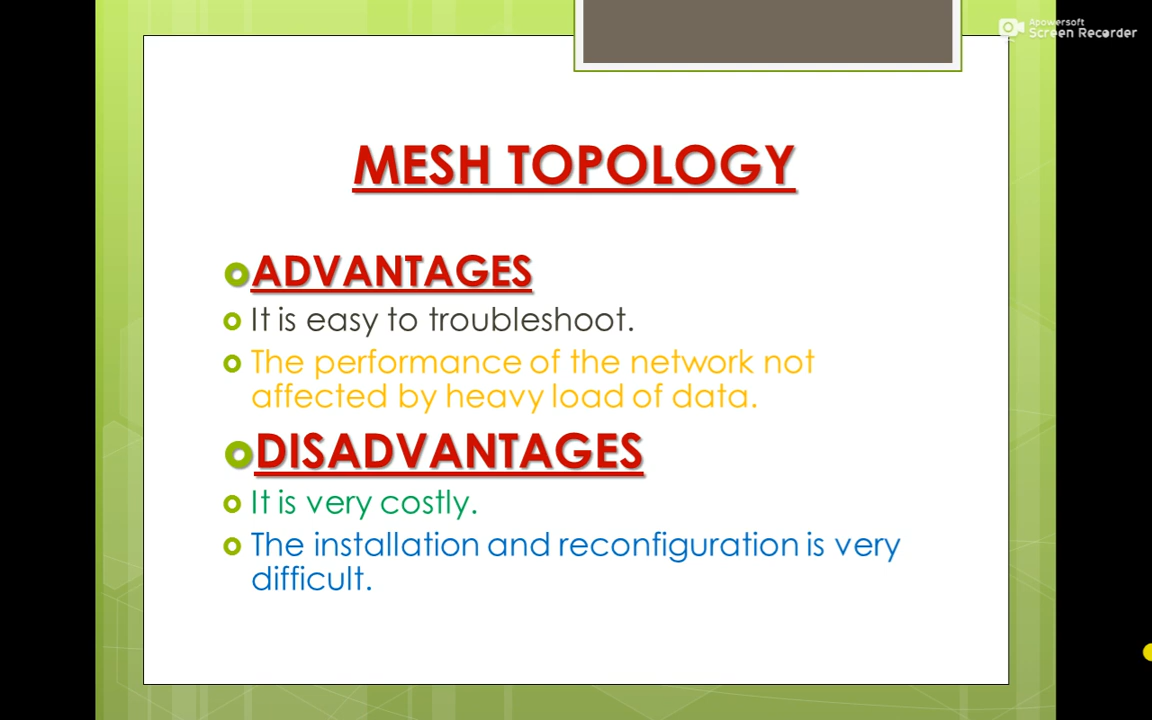 Apowersoft
Screen Recorder
MESH TOPOLOGY
ADVANTAGES
It is easy to troubleshoot.
The performance of the network not
affected by heavy load of data.
DISADVANTAGES
It is very costly.
The installation and reconfiguration is very
difficult.